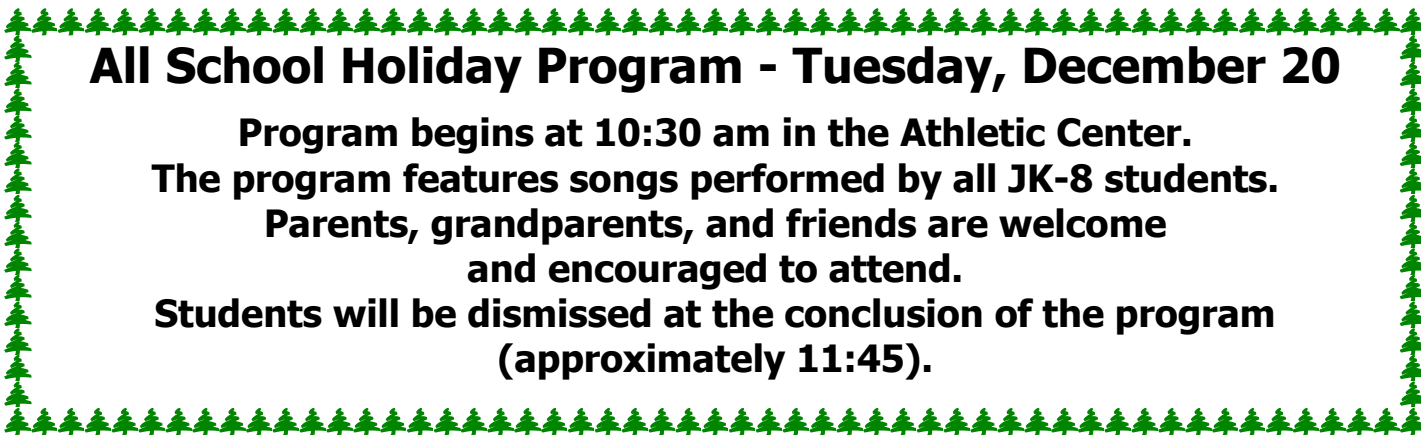 All School Holiday Program - Tuesday, December 20
Program begins at 10:30 am in the Athletic Center.
The program features songs performed by all JK-8 students.
Parents, grandparents, and friends are welcome
and encouraged to attend.
Students will be dismissed at the conclusion of the program
(approximately 11:45).